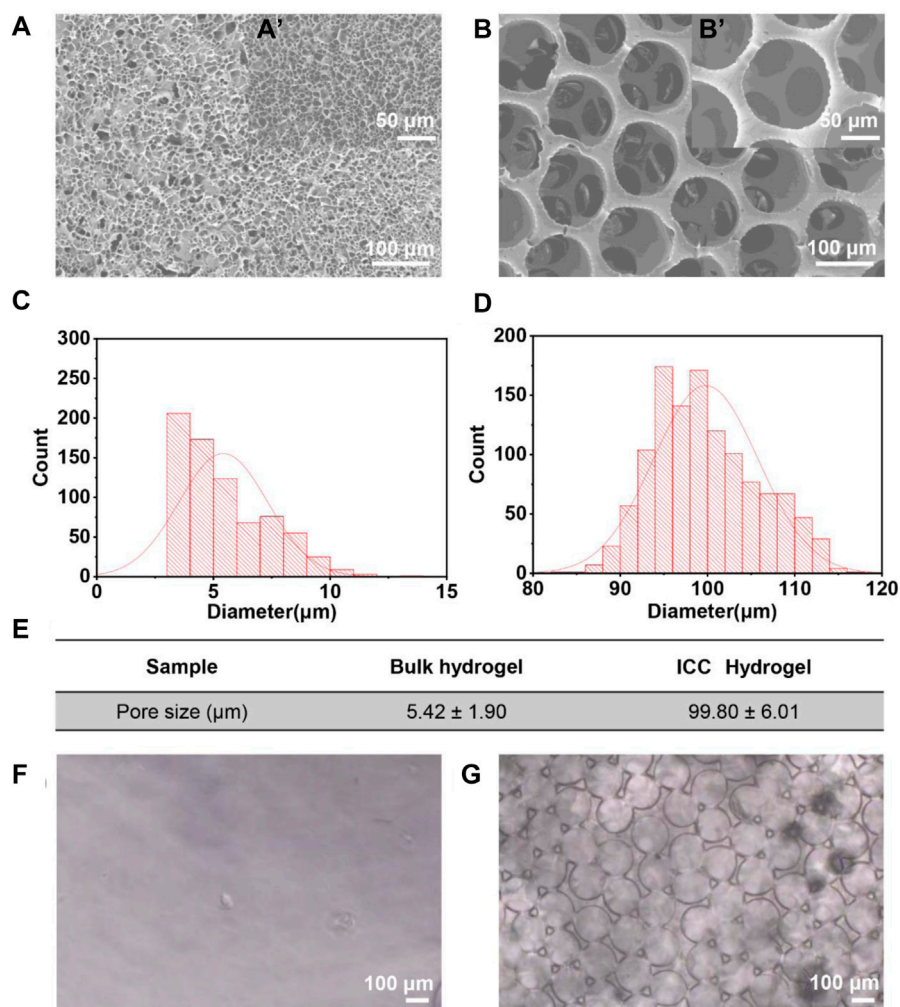 A
A’
50 µm
100 µm
B
B’
50 µm
100 µm
C
300
250
200
150
100
50
0
Count
0
5
10
15
Diameter(µm)
D
200
150
100
50
0
Count
80
90
100
110
120
Diameter(µm)
E
Sample Bulk hydrogel ICC Hydrogel
Pore size (µm) 5.42 ± 1.90 99.80 ± 6.01
F
100 µm
G
100 µm